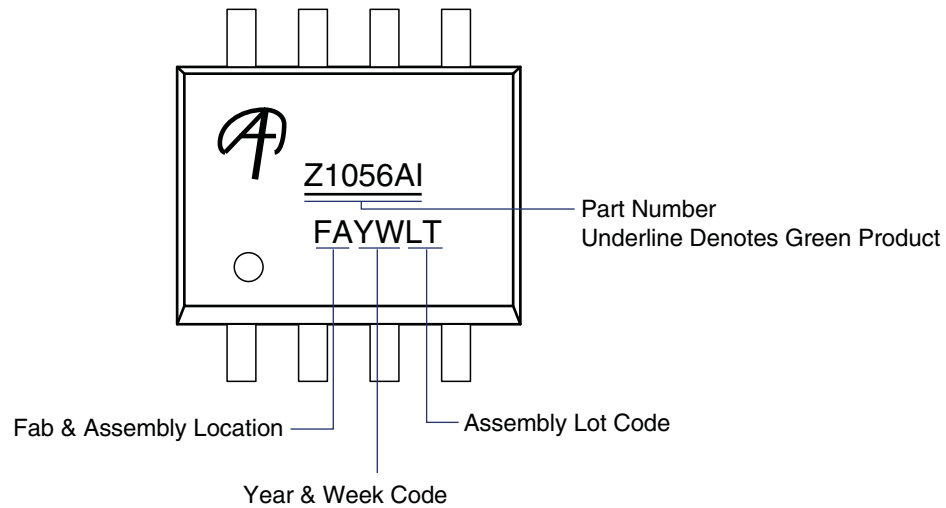 Z1056AI
FAYWLT
Part Number
Underline Denotes Green Product
Fab & Assembly Location
Assembly Lot Code
Year & Week Code